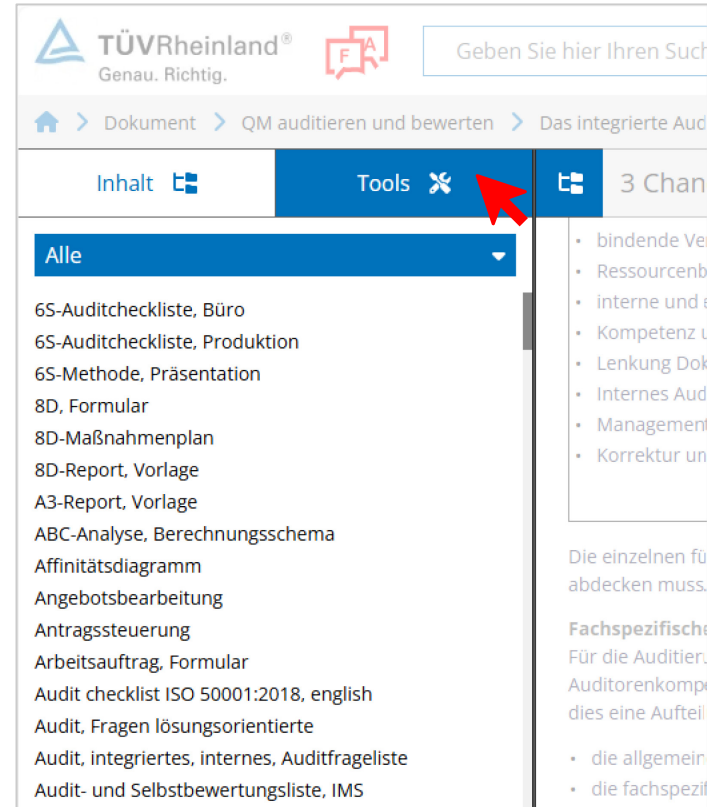 TÜVRheinland®
Genau. Richtig.
F A
Geben Sie hier Ihren Such
Dokument > QM auditieren und bewerten > Das integrierte Aud
Inhalt
Tools
3 Chan
Alle
6S-Auditcheckliste, Büro
6S-Auditcheckliste, Produktion
6S-Methode, Präsentation
8D, Formular
8D-Maßnahmenplan
8D-Report, Vorlage
A3-Report, Vorlage
ABC-Analyse, Berechnungsschema
Affinitätsdiagramm
Angebotsbearbeitung
Antragssteuerung
Arbeitsauftrag, Formular
Audit checklist ISO 50001:2018, english
Audit, Fragen lösungsorientierte
Audit, integriertes, internes, Auditfrageliste
Audit- und Selbstbewertungsliste, IMS
• bindende Ve
• Ressourcenb
• interne und e
• Kompetenz u
• Lenkung Dok
• Internes Aud
• Management
• Korrektur un
Die einzelnen fü
abdecken muss.
Fachspezifische
Für die Auditieru
Auditorenkompe
dies eine Aufteil
• die allgemein
• die fachspezif